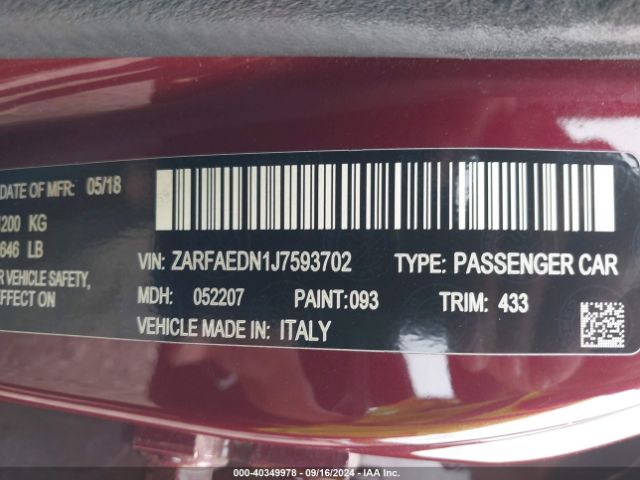 DATE OF MFR: 05/18
200 KG
646 LB
VEHICLE SAFETY,
EFFECT ON
VIN: ZARFAEDN1J7593702 TYPE: PASSENGER CAR
MDH: 052207 PAINT: 093 TRIM: 433
VEHICLE MADE IN: ITALY
000-40349978 - 09/16/2024 - IAA Inc.